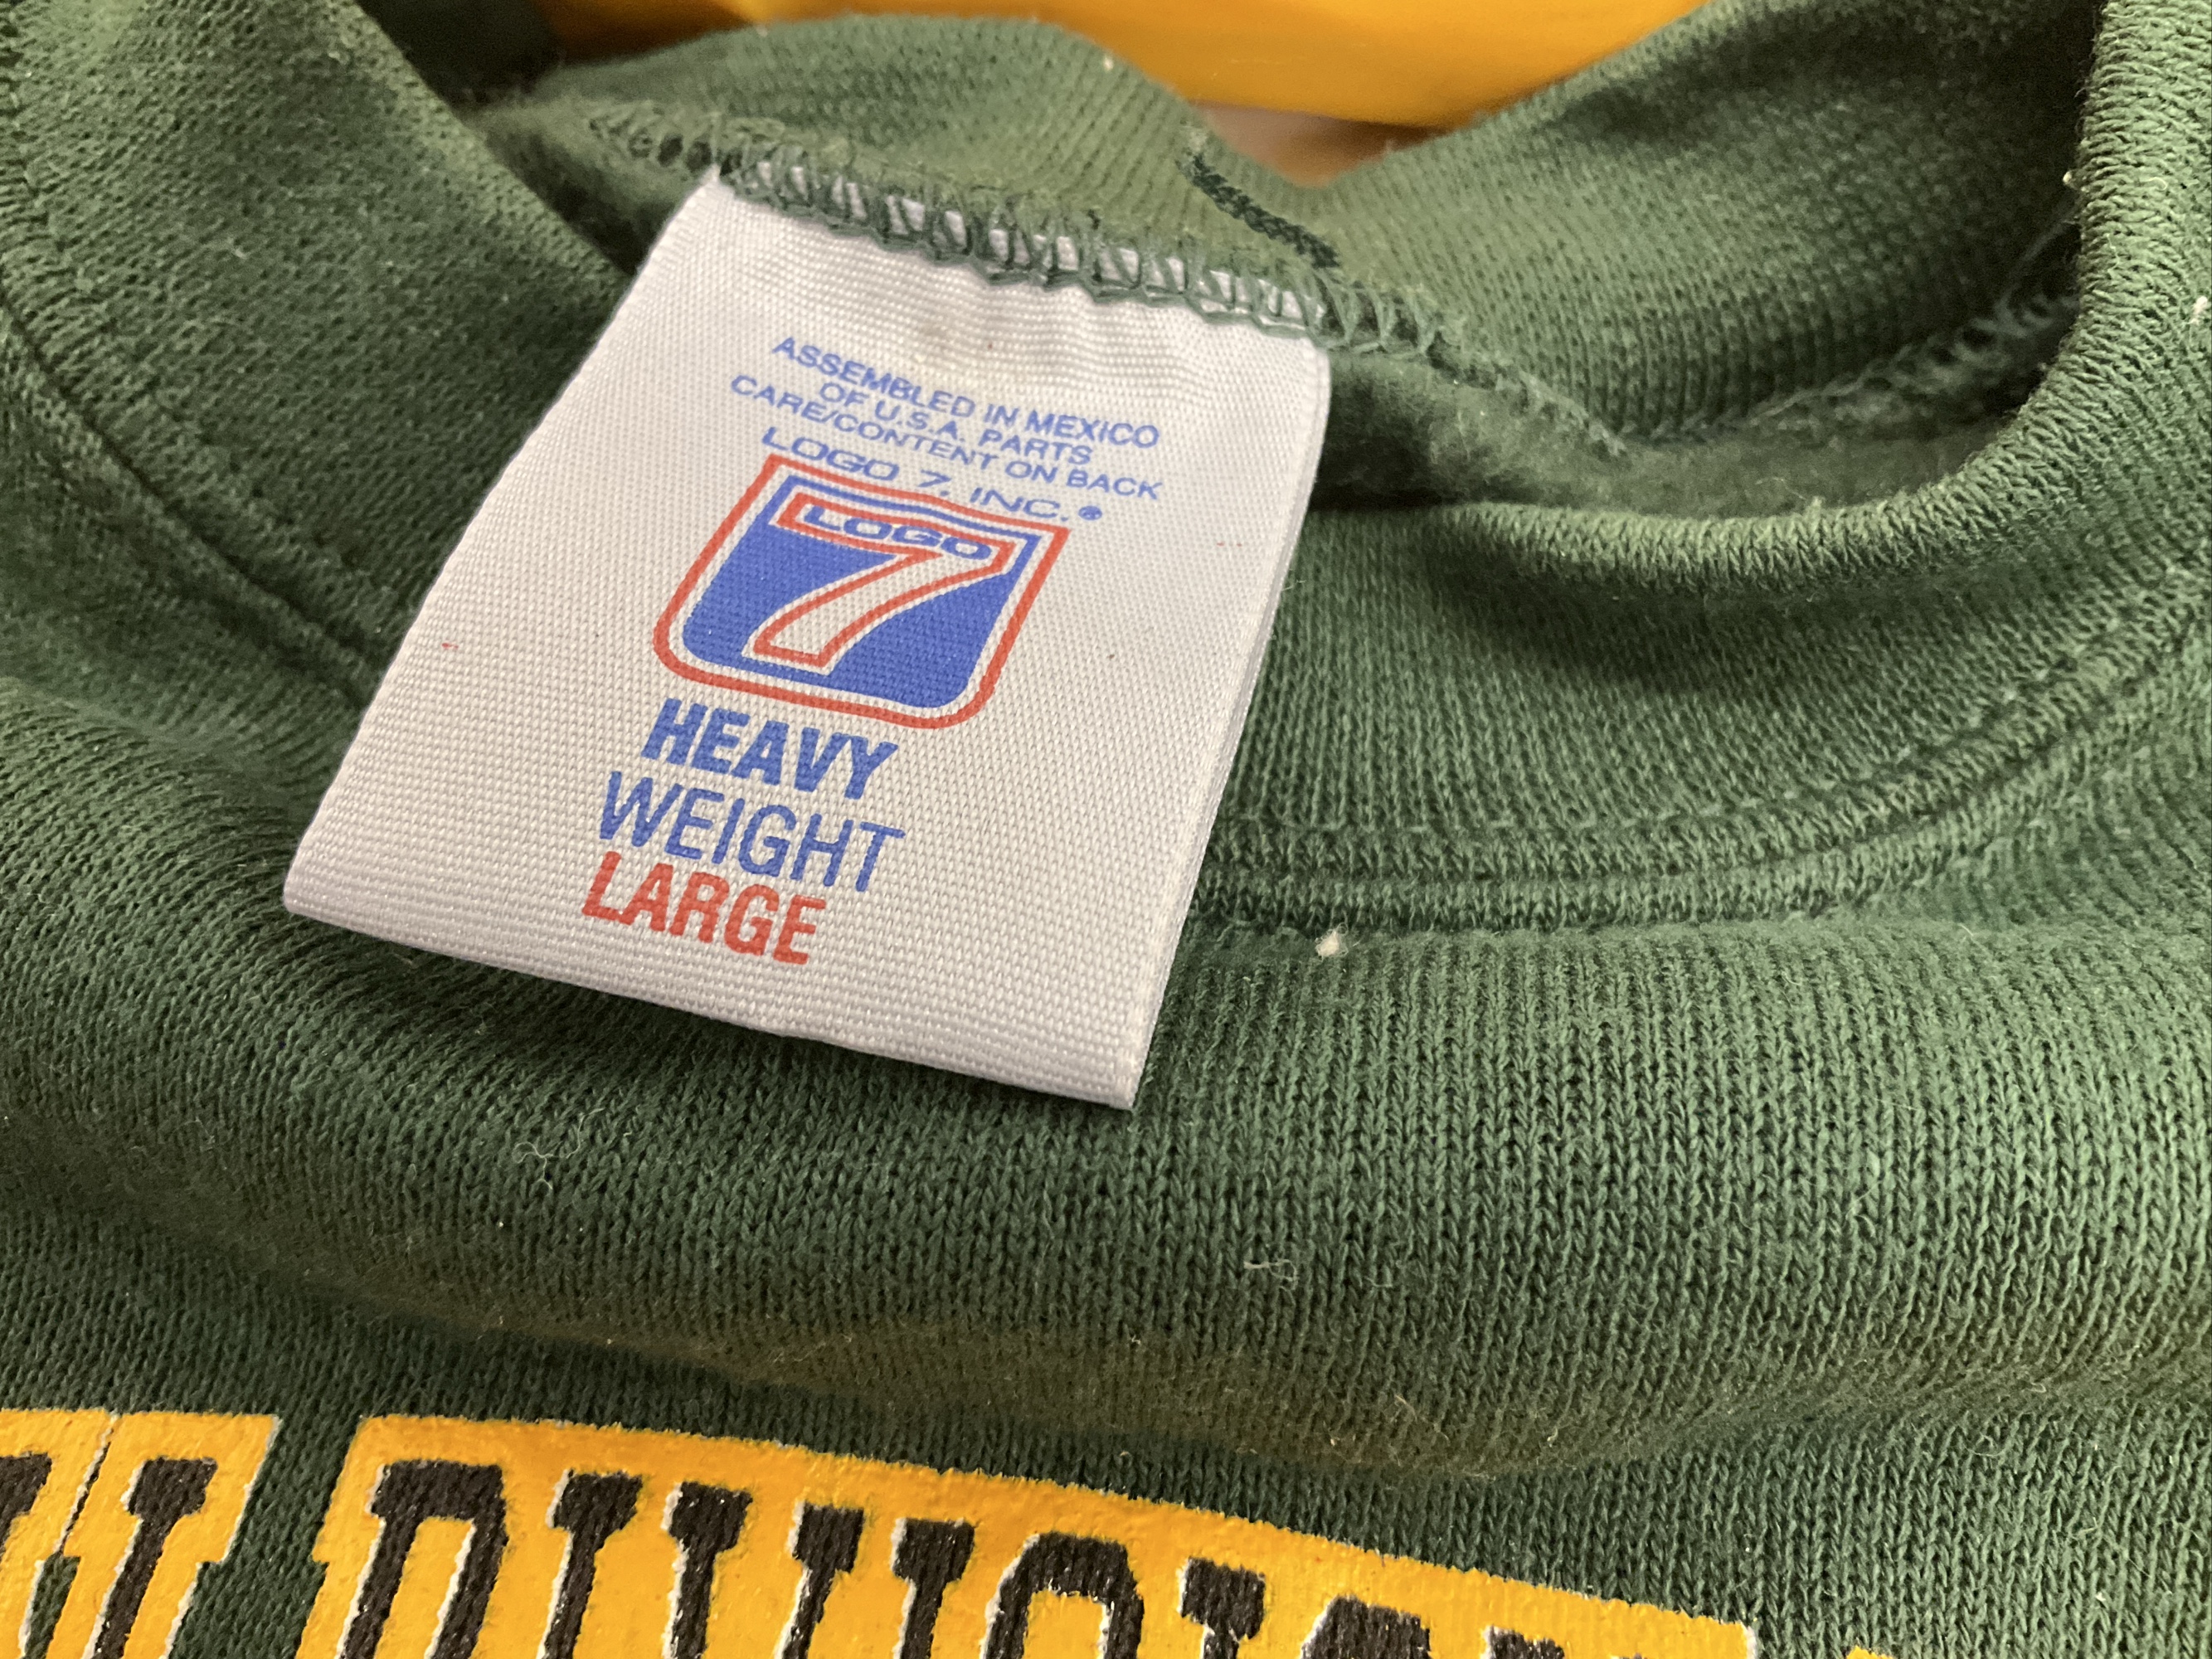 ASSEMBLED IN MEXICO
OF U.S.A. PARTS
CARE/CONTENT ON BACK
LOGO 7, INC.®
LOGO
7
HEAVY
WEIGHT
LARGE